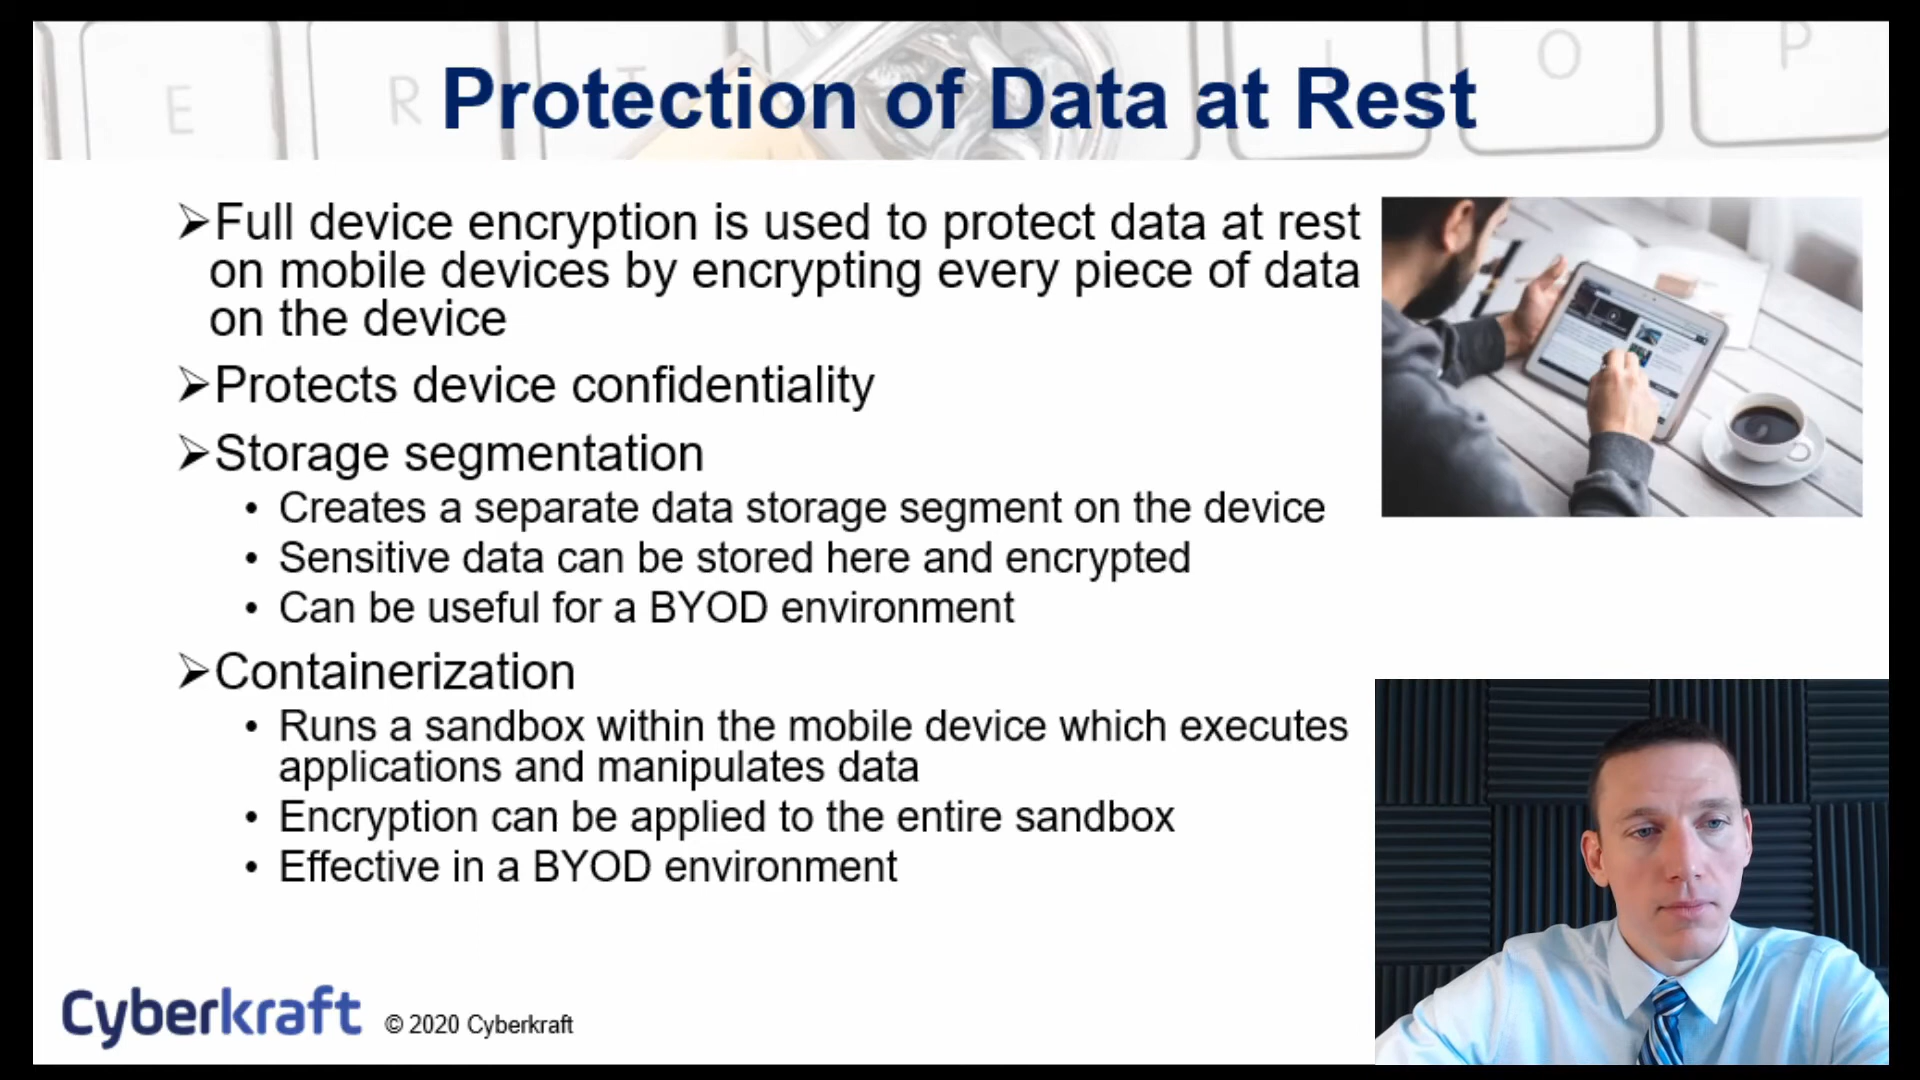 E R T I O P
Protection of Data at Rest
➢Full device encryption is used to protect data at rest
on mobile devices by encrypting every piece of data
on the device
➢Protects device confidentiality
➢Storage segmentation
• Creates a separate data storage segment on the device
• Sensitive data can be stored here and encrypted
• Can be useful for a BYOD environment
➢Containerization
• Runs a sandbox within the mobile device which executes
applications and manipulates data
• Encryption can be applied to the entire sandbox
• Effective in a BYOD environment
Cyberkraft © 2020 Cyberkraft